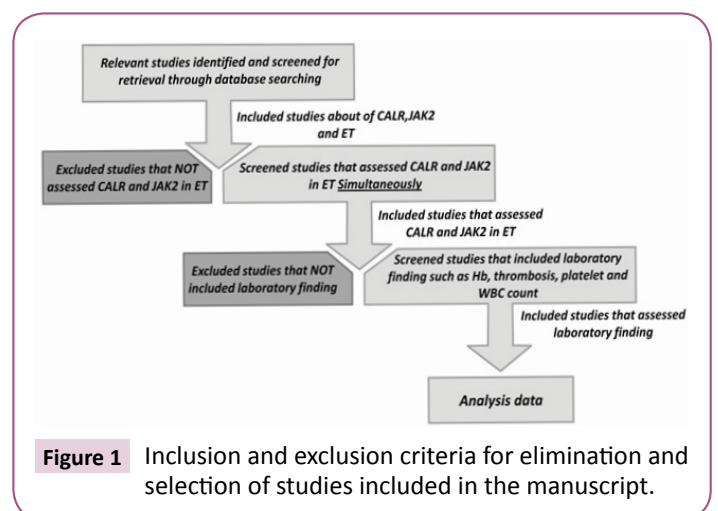 Relevant studies identified and screened for
retrieval through database searching
Included studies about of CALR,JAK2
and ET
Excluded studies that NOT
assessed CALR and JAK2 in ET
Screened studies that assessed CALR and JAK2
in ET Simultaneously
Included studies that assessed
CALR and JAK2 in ET
Excluded studies that NOT
included laboratory finding
Screened studies that included laboratory
finding such as Hb, thrombosis, platelet and
WBC count
Included studies that assessed
laboratory finding
Analysis data
Figure 1 Inclusion and exclusion criteria for elimination and
selection of studies included in the manuscript.